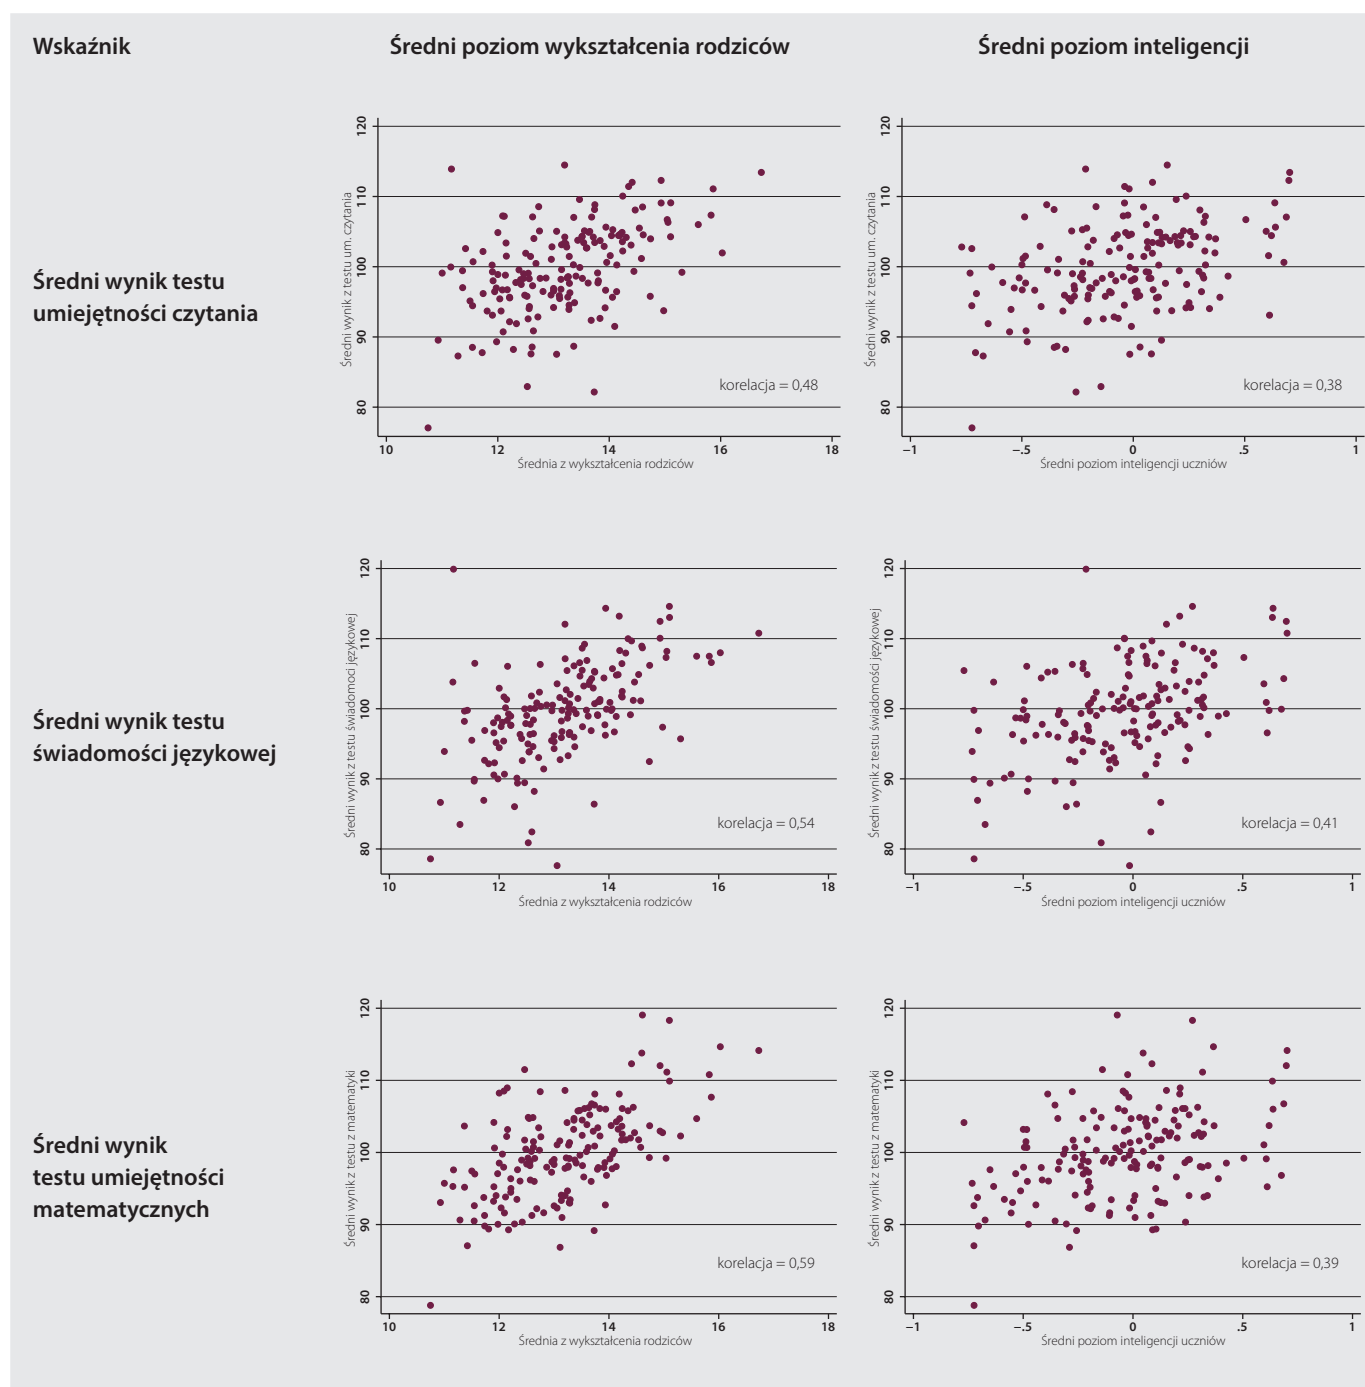 Wskaźnik Średni poziom wykształcenia rodziców Średni poziom inteligencji
Średni wynik testu
umiejętności czytania
Średni wynik z testu um. czytania
120
110
100
90
80
korelacja = 0,48
10 12 14 16 18
Średnia z wykształcenia rodziców
Średni wynik z testu um. czytania
120
110
100
90
80
korelacja = 0,38
−1 −.5 0 .5 1
Średni poziom inteligencji uczniów
Średni wynik testu
świadomości językowej
Średni wynik z testu świadomoci językowej
120
110
100
90
80
korelacja = 0,54
10 12 14 16 18
Średnia z wykształcenia rodziców
Średni wynik z testu świadomości językowej
120
110
100
90
80
korelacja = 0,41
−1 −.5 0 .5 1
Średni poziom inteligencji uczniów
Średni wynik
testu umiejętności
matematycznych
Średni wynik z testu z matematyki
120
110
100
90
80
korelacja = 0,59
10 12 14 16 18
Średnia z wykształcenia rodziców
Średni wynik z testu z matematyki
120
110
100
90
80
korelacja = 0,39
−1 −.5 0 .5 1
Średni poziom inteligencji uczniów